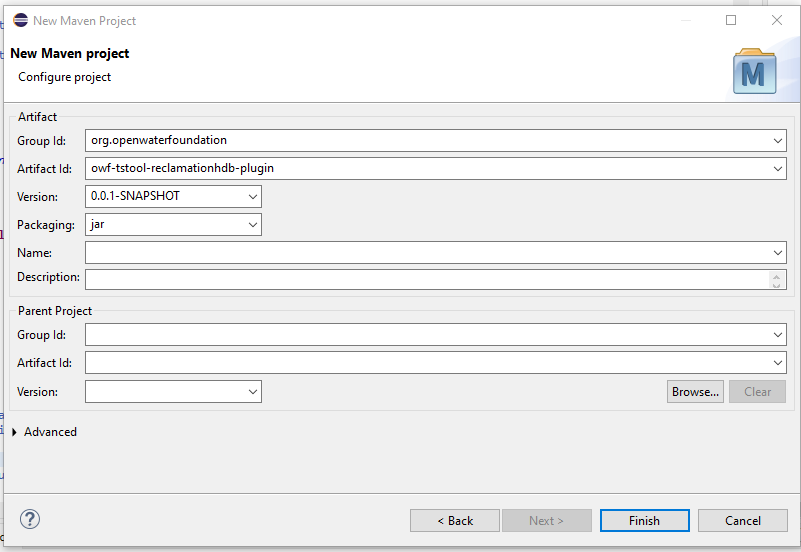 New Maven Project
New Maven project
Configure project
M
Artifact
Group Id: org.openwaterfoundation
Artifact Id: owf-tstool-reclamationhdb-plugin
Version: 0.0.1-SNAPSHOT
Packaging: jar
Name:
Description:
Parent Project
Group Id:
Artifact Id:
Version:
Browse... Clear
Advanced
? < Back Next > Finish Cancel